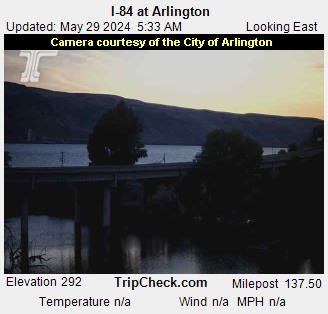 I-84 at Arlington
Updated: May 29 2024 5:33 AM Looking East
Camera courtesy of the City of Arlington
Elevation 292 TripCheck.com Milepost 137.50
Temperature n/a Wind n/a MPH n/a